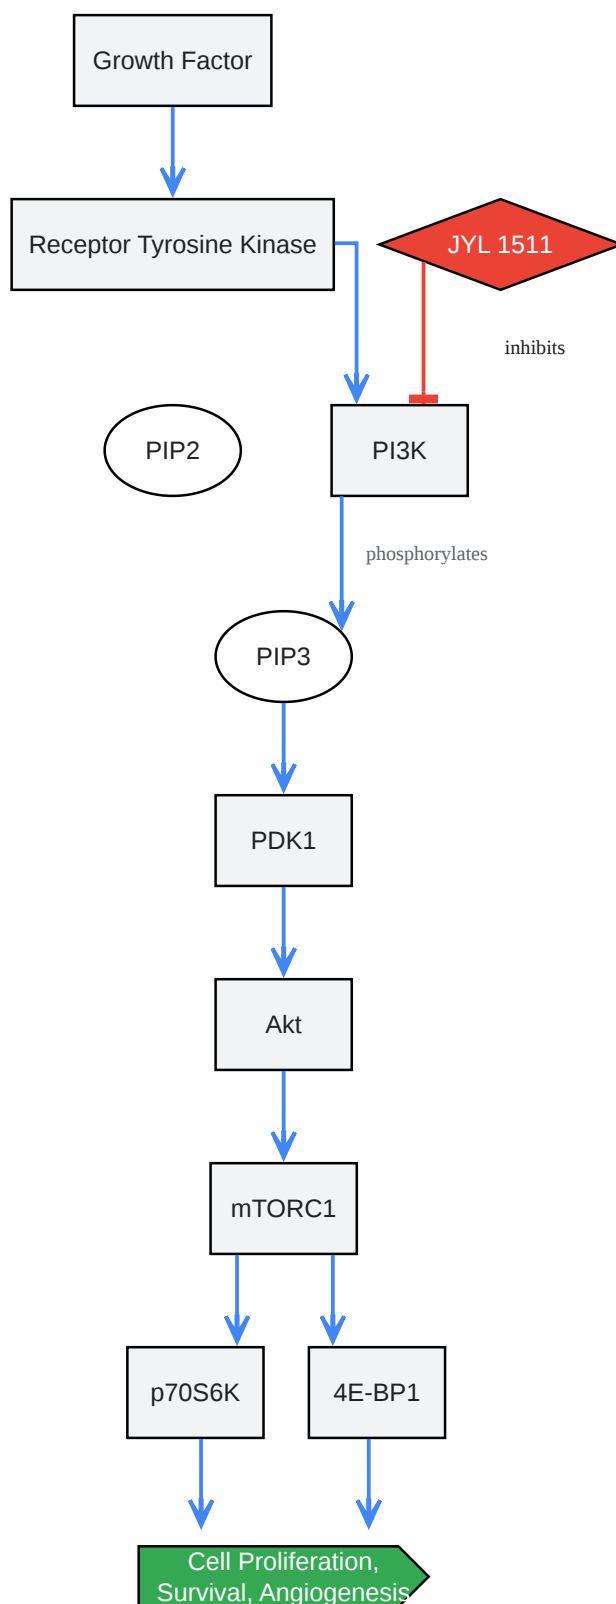 Growth Factor
Receptor Tyrosine Kinase
JYL 1511
inhibits
PIP2
PI3K
phosphorylates
PIP3
PDK1
Akt
mTORC1
p70S6K
4E-BP1
Cell Proliferation,
Survival, Angiogenesis